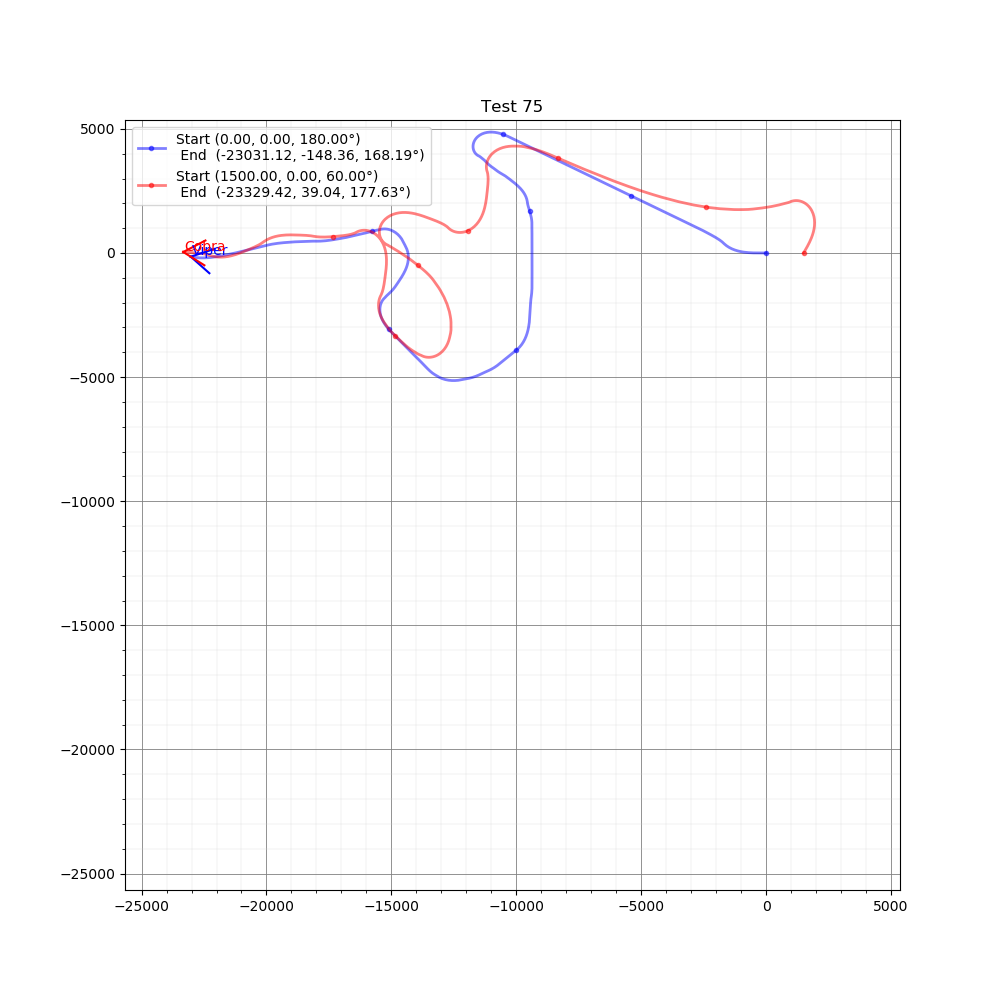 Test 75
Start (0.00, 0.00, 180.00°)
End (-23031.12, -148.36, 168.19°)
Start (1500.00, 0.00, 60.00°)
End (-23329.42, 39.04, 177.63°)
5000
0
−5000
−10000
−15000
−20000
−25000
Cobra
Viper
−25000
−20000
−15000
−10000
−5000
0
5000